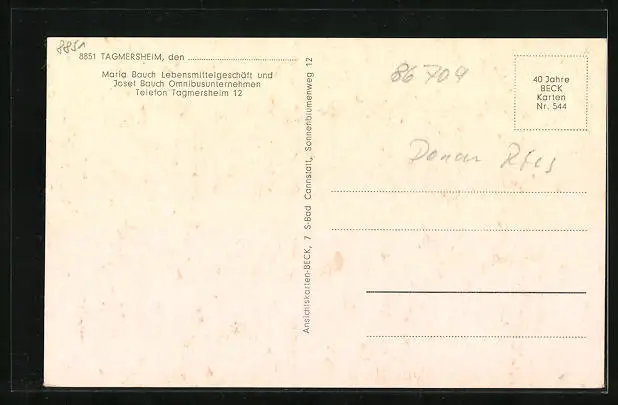 8851
8851 TAGMERSHEIM, den
Maria Bauch Lebensmittelgeschäft und
Josef Bauch Omnibusunternehmen
Telefon Tagmersheim 12
Ansichtskarten-BECK, 7 S-Bad Cannstatt, Sonnenblumenweg 12
86709
40 Jahre
BECK
Karten
Nr. 544
Donau Ries